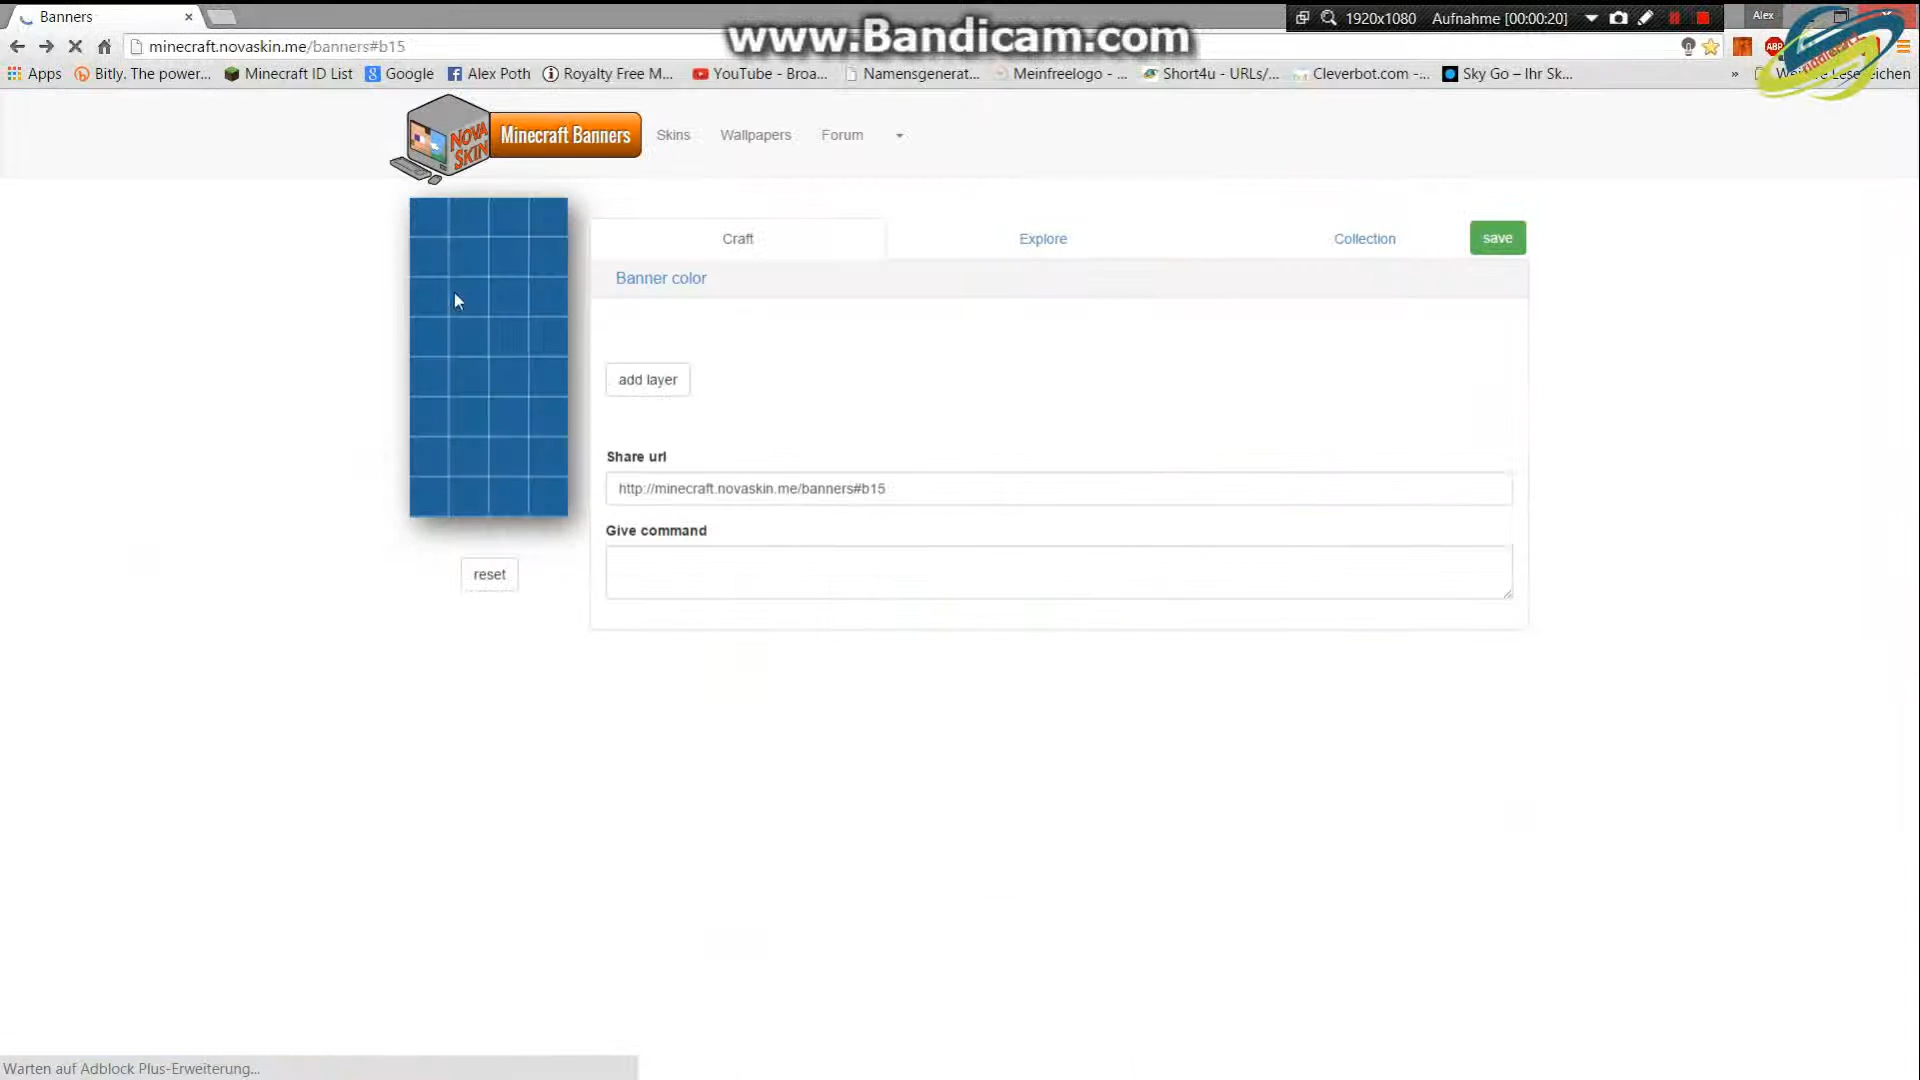 Banners
www.Bandicam.com
1920x1080 Aufnahme [00:00:20]
Alex
minecraft.novaskin.me/banners#b15
ABP
Apps Bitly. The power... Minecraft ID List Google Alex Poth Royalty Free M... YouTube - Broa... Namensgenerat... Meinfreelogo - ... Short4u - URLs/... Cleverbot.com -... Sky Go – Ihr Sk... »
NOVA SKIN
Minecraft Banners Skins Wallpapers Forum
Craft Explore Collection save
Banner color
add layer
Share url
http://minecraft.novaskin.me/banners#b15
Give command
reset
Warten auf Adblock Plus-Erweiterung...